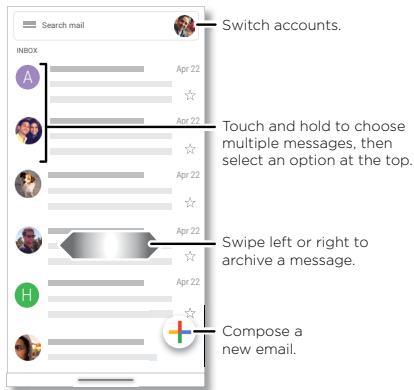 Search mail
Switch accounts.
INBOX
A
Apr 22
Apr 22
Touch and hold to choose
multiple messages, then
select an option at the top.
Apr 22
Apr 22
Swipe left or right to
archive a message.
H
Apr 22
Compose a
new email.